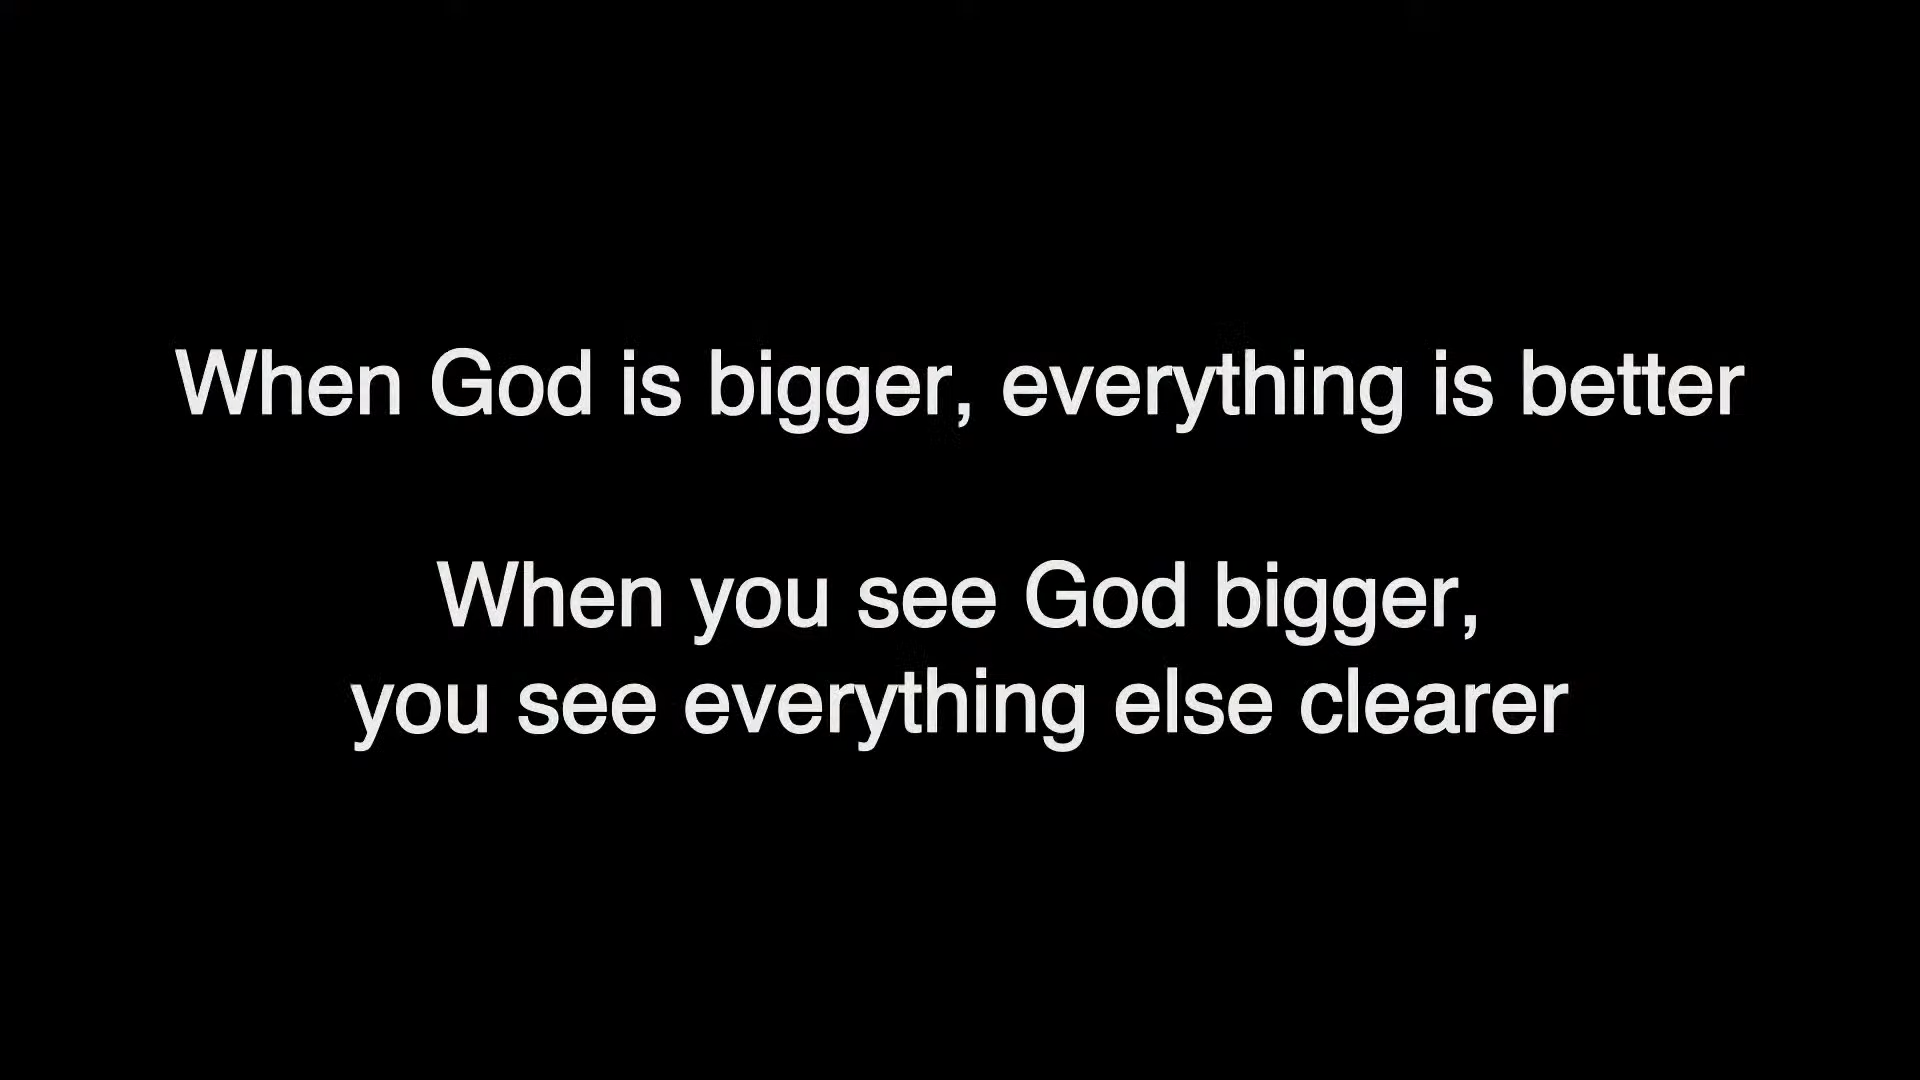 When God is bigger, everything is better
When you see God bigger,
you see everything else clearer